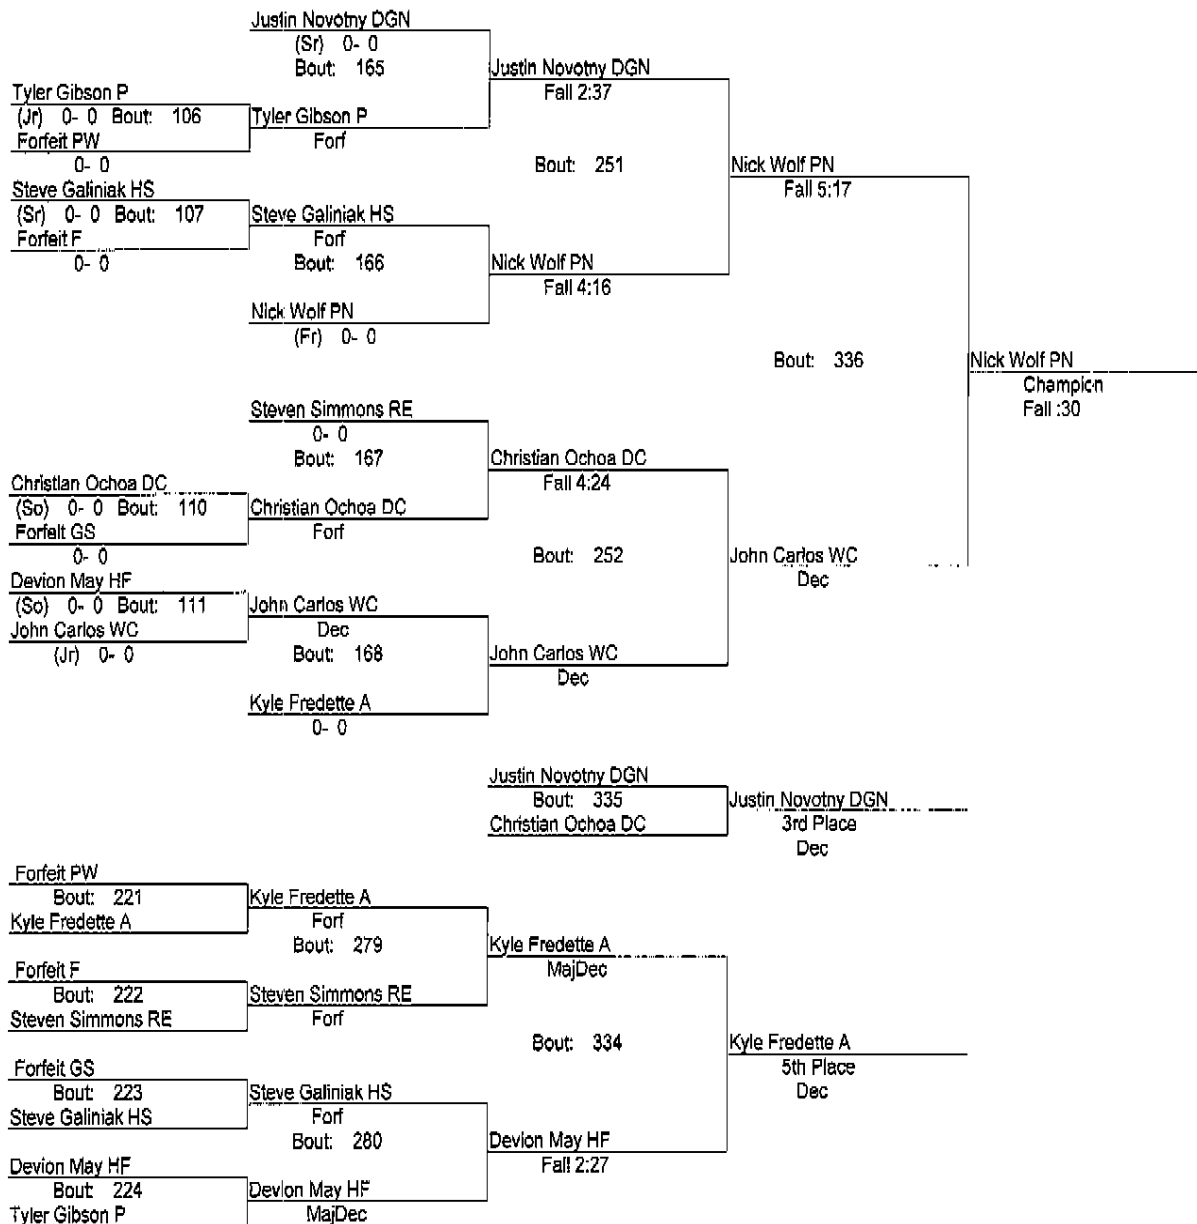 Justin Novotny DGN
(Sr) 0- 0
Bout: 165
Justin Novotny DGN
Fall 2:37
Tyler Gibson P
(Jr) 0- 0 Bout: 106
Forfeit PW
0- 0
Tyler Gibson P
Forf
Bout: 251
Nick Wolf PN
Fall 5:17
Steve Galiniak HS
(Sr) 0- 0 Bout: 107
Forfeit F
0- 0
Steve Galiniak HS
Forf
Bout: 166
Nick Wolf PN
Fall 4:16
Nick Wolf PN
(Fr) 0- 0
Bout: 336
Nick Wolf PN
Champion
Fall :30
Steven Simmons RE
0- 0
Bout: 167
Christian Ochoa DC
Fall 4:24
Christian Ochoa DC
(So) 0- 0 Bout: 110
Forfeit GS
0- 0
Christian Ochoa DC
Forf
Bout: 252
John Carlos WC
Dec
Devion May HF
(So) 0- 0 Bout: 111
John Carlos WC
(Jr) 0- 0
John Carlos WC
Dec
Bout: 168
John Carlos WC
Dec
Kyle Fredette A
0- 0
Justin Novotny DGN
Bout: 335
Christian Ochoa DC
Justin Novotny DGN
3rd Place
Dec
Forfeit PW
Bout: 221
Kyle Fredette A
Kyle Fredette A
Forf
Bout: 279
Kyle Fredette A
MajDec
Forfeit F
Bout: 222
Steven Simmons RE
Steven Simmons RE
Forf
Bout: 334
Kyle Fredette A
5th Place
Dec
Forfeit GS
Bout: 223
Steve Galiniak HS
Steve Galiniak HS
Forf
Bout: 280
Devion May HF
Fall 2:27
Devion May HF
Bout: 224
Tyler Gibson P
Devion May HF
MajDec